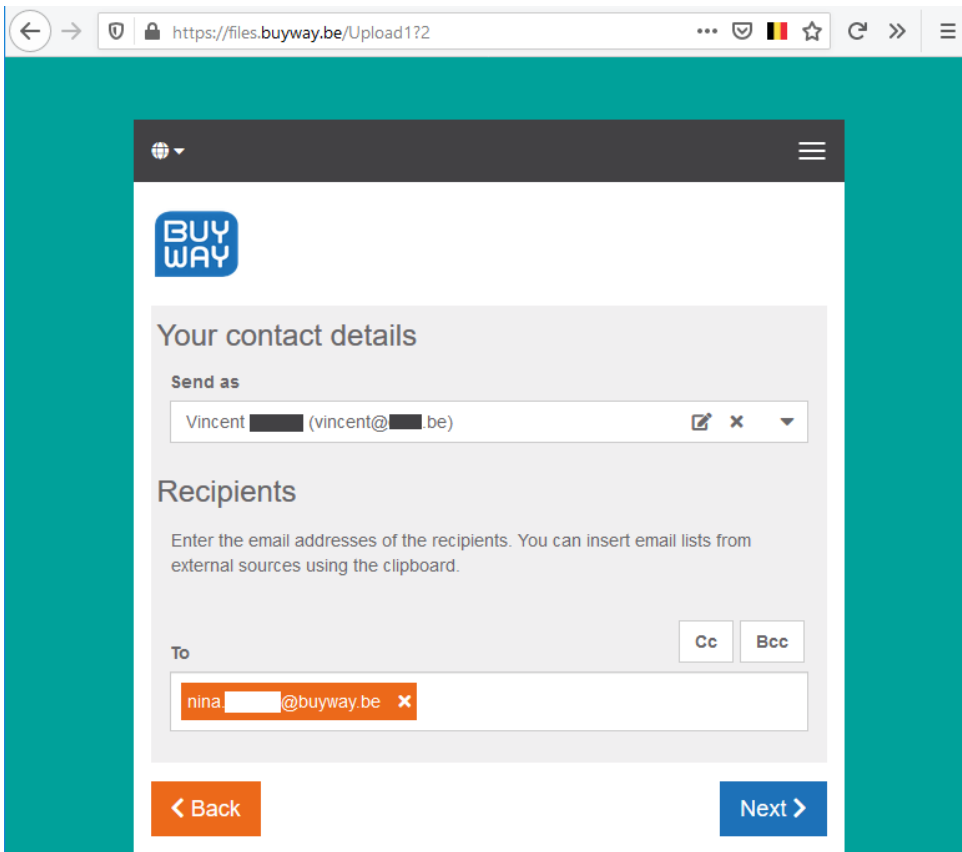 https://files.buyway.be/Upload1?2
BUY
WAY
Your contact details
Send as
Vincent (vincent@ .be)
Recipients
Enter the email addresses of the recipients. You can insert email lists from
external sources using the clipboard.
Cc Bcc
To
nina. @buyway.be
Back Next